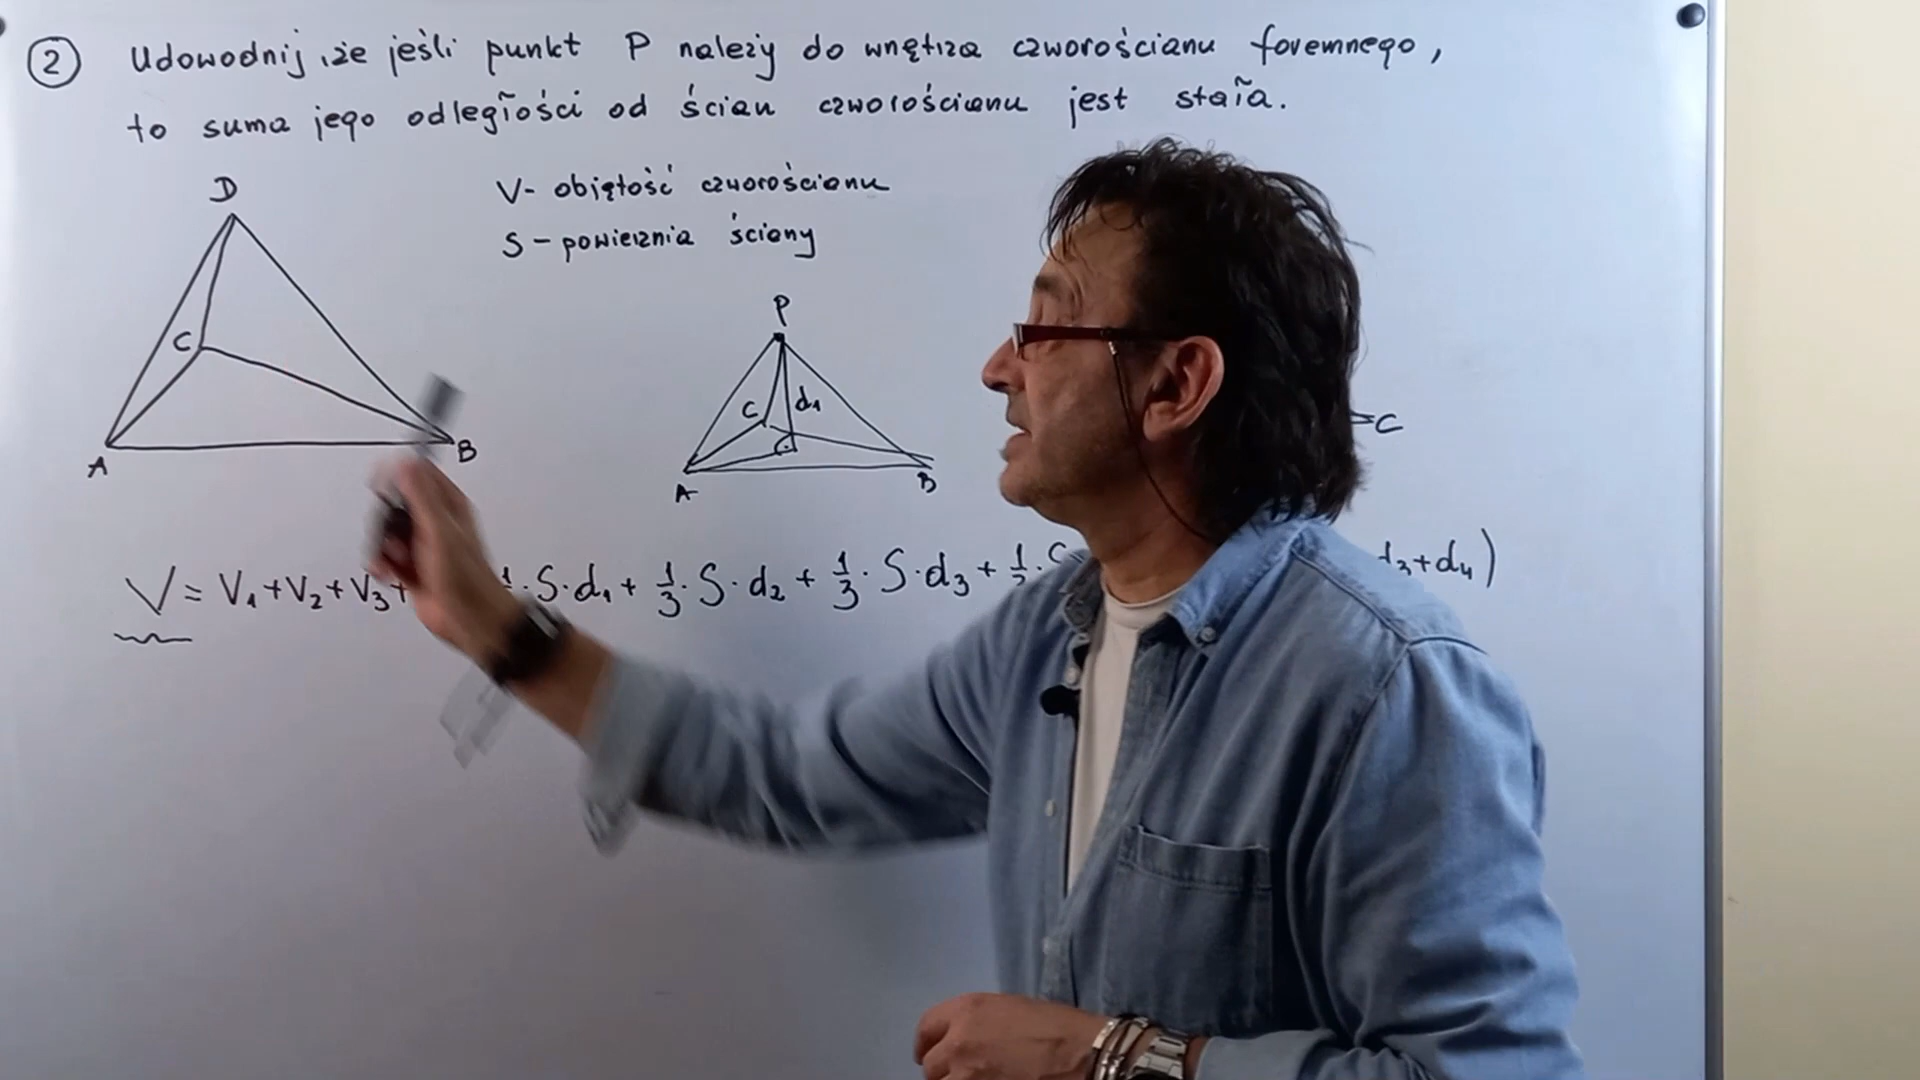 2 Udowodnij, że jeśli punkt P należy do wnętrza czworościanu foremnego,
to suma jego odległości od ścian czworościanu jest stała.
V- objętość czworościanu
S - powierznia ściany
D
C
A
B
P
C
d₁
A
B
C
V = V₁+V₂+V₃+ ·S·d₁+ 1/3·S·d₂ + 1/3·S·d₃+ d₃+d₄)